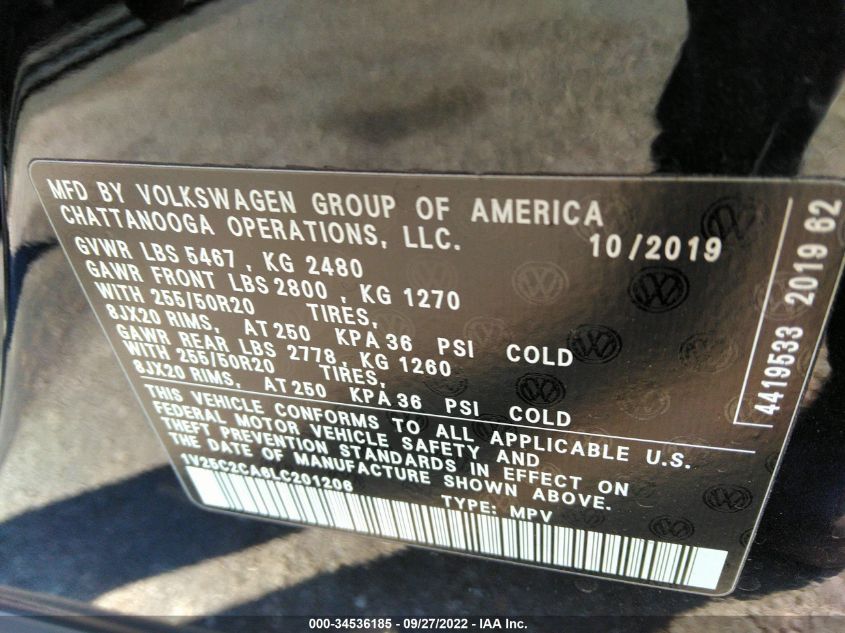 MFD BY VOLKSWAGEN GROUP OF AMERICA
CHATTANOOGA OPERATIONS, LLC.
10/2019
GVWR LBS 5467 , KG 2480
GAWR FRONT LBS 2800 , KG 1270
WITH 255/50R20 TIRES,
8JX20 RIMS, AT 250 KPA 36 PSI COLD
GAWR REAR LBS 2778, KG 1260
WITH 255/50R20 TIRES,
8JX20 RIMS, AT 250 KPA 36 PSI COLD
THIS VEHICLE CONFORMS TO ALL APPLICABLE U.S.
FEDERAL MOTOR VEHICLE SAFETY AND
THEFT PREVENTION STANDARDS IN EFFECT ON
THE DATE OF MANUFACTURE SHOWN ABOVE.
1V25C2CA6LC201206
TYPE: MPV
4419533 2019 62
000-34536185 - 09/27/2022 - IAA Inc.